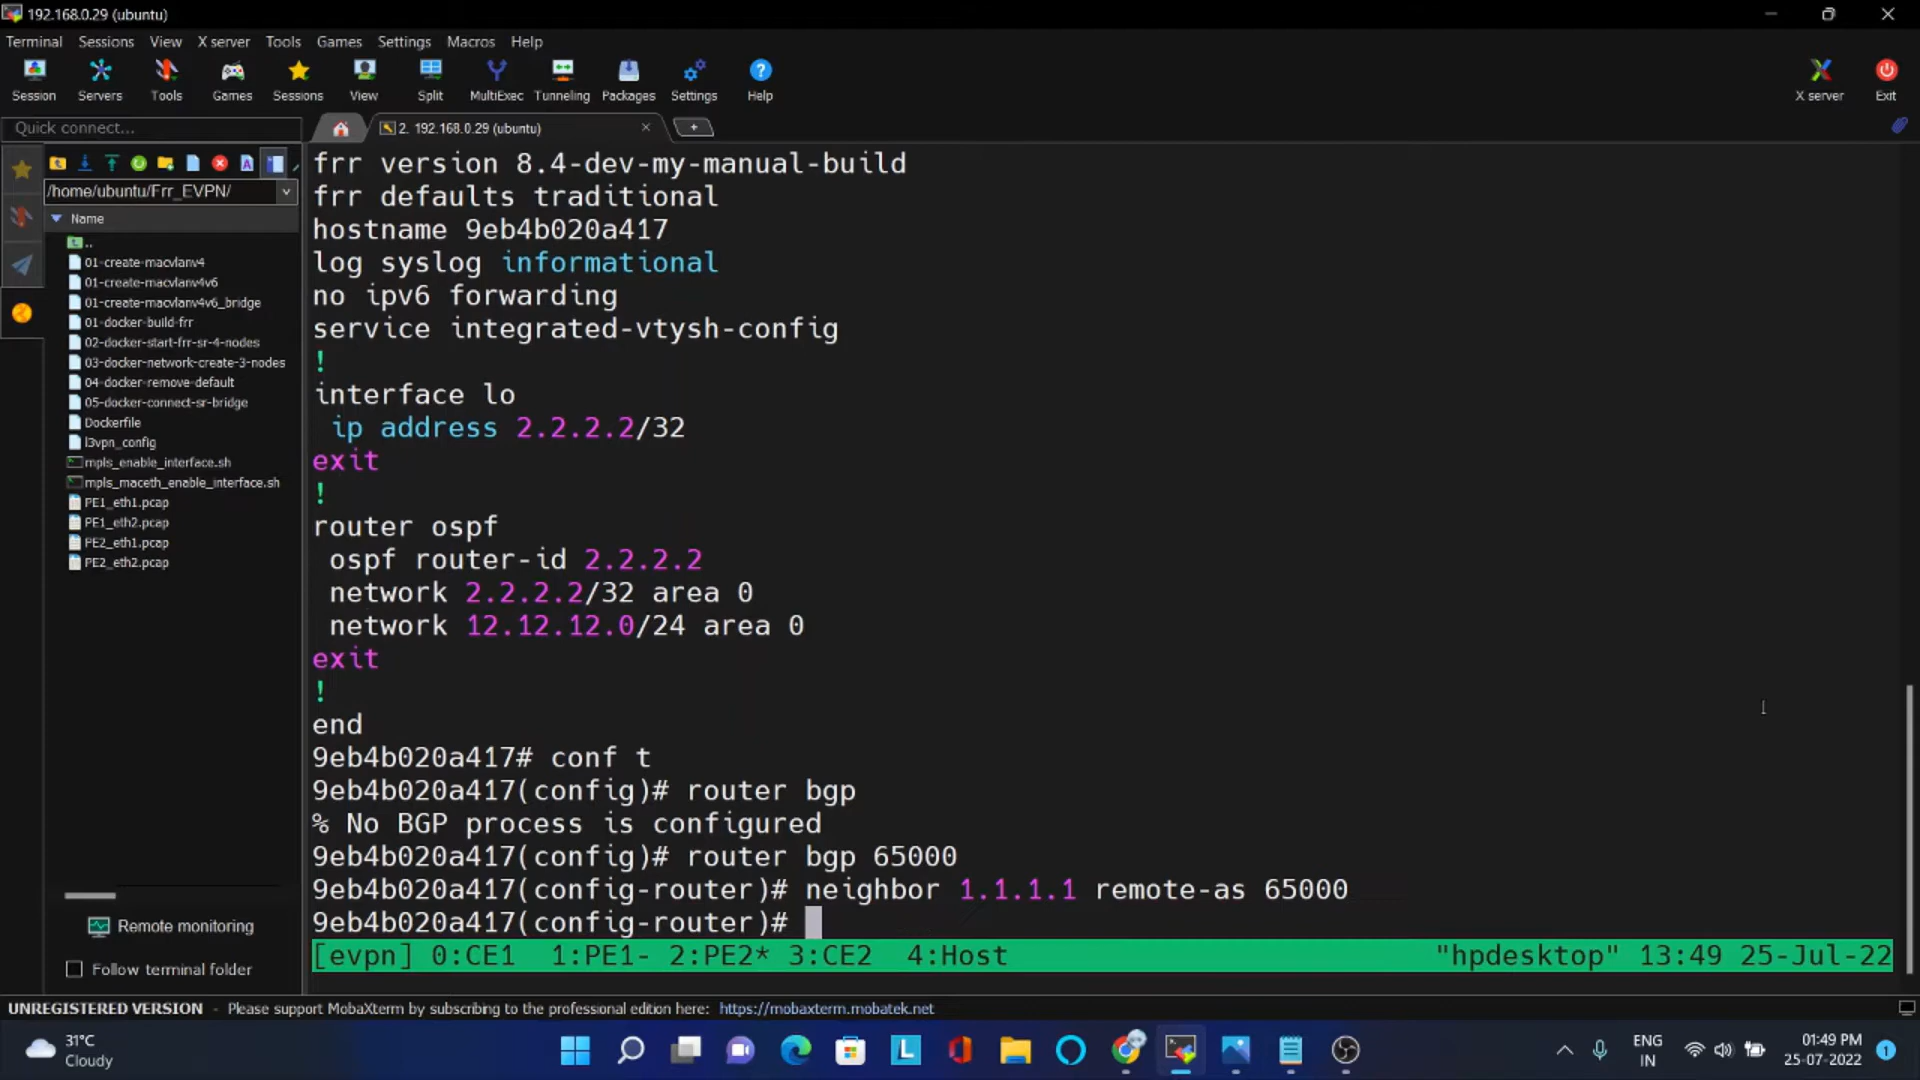 192.168.0.29 (ubuntu)
Terminal Sessions View X server Tools Games Settings Macros Help
Session Servers Tools Games Sessions View Split MultiExec Tunneling Packages Settings Help X server Exit
Quick connect...
2. 192.168.0.29 (ubuntu)
/home/ubuntu/Frr_EVPN/
Name
..
01-create-macvlanv4
01-create-macvlanv4v6
01-create-macvlanv4v6_bridge
01-docker-build-frr
02-docker-start-frr-sr-4-nodes
03-docker-network-create-3-nodes
04-docker-remove-default
05-docker-connect-sr-bridge
Dockerfile
l3vpn_config
mpls_enable_interface.sh
mpls_maceth_enable_interface.sh
PE1_eth1.pcap
PE1_eth2.pcap
PE2_eth1.pcap
PE2_eth2.pcap
Remote monitoring
Follow terminal folder
frr version 8.4-dev-my-manual-build
frr defaults traditional
hostname 9eb4b020a417
log syslog informational
no ipv6 forwarding
service integrated-vtysh-config
!
interface lo
 ip address 2.2.2.2/32
exit
!
router ospf
 ospf router-id 2.2.2.2
 network 2.2.2.2/32 area 0
 network 12.12.12.0/24 area 0
exit
!
end
9eb4b020a417# conf t
9eb4b020a417(config)# router bgp
% No BGP process is configured
9eb4b020a417(config)# router bgp 65000
9eb4b020a417(config-router)# neighbor 1.1.1.1 remote-as 65000
9eb4b020a417(config-router)#
[evpn] 0:CE1 1:PE1- 2:PE2* 3:CE2 4:Host "hpdesktop" 13:49 25-Jul-22
UNREGISTERED VERSION - Please support MobaXterm by subscribing to the professional edition here: https://mobaxterm.mobatek.net
31°C
Cloudy
ENG
IN
01:49 PM
25-07-2022
1